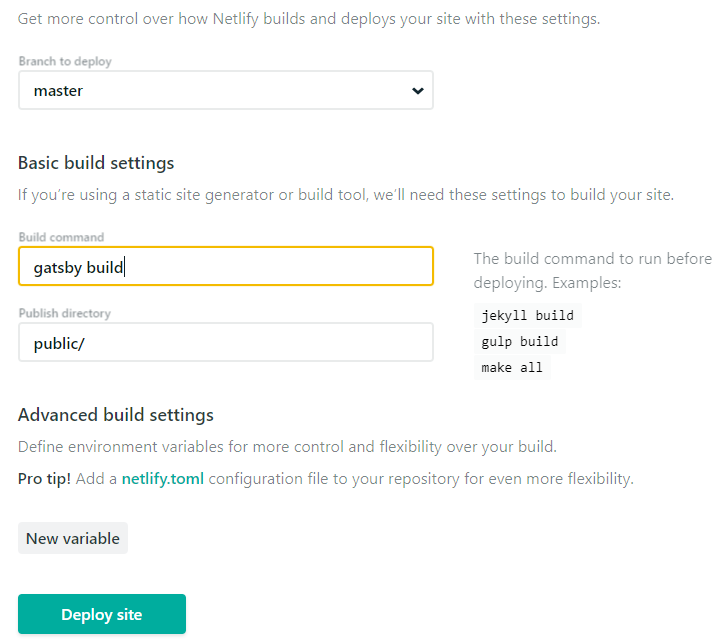 Get more control over how Netlify builds and deploys your site with these settings.
Branch to deploy
master
Basic build settings
If you’re using a static site generator or build tool, we’ll need these settings to build your site.
Build command
gatsby build
The build command to run before
deploying. Examples:
jekyll build
gulp build
make all
Publish directory
public/
Advanced build settings
Define environment variables for more control and flexibility over your build.
Pro tip! Add a netlify.toml configuration file to your repository for even more flexibility.
New variable
Deploy site